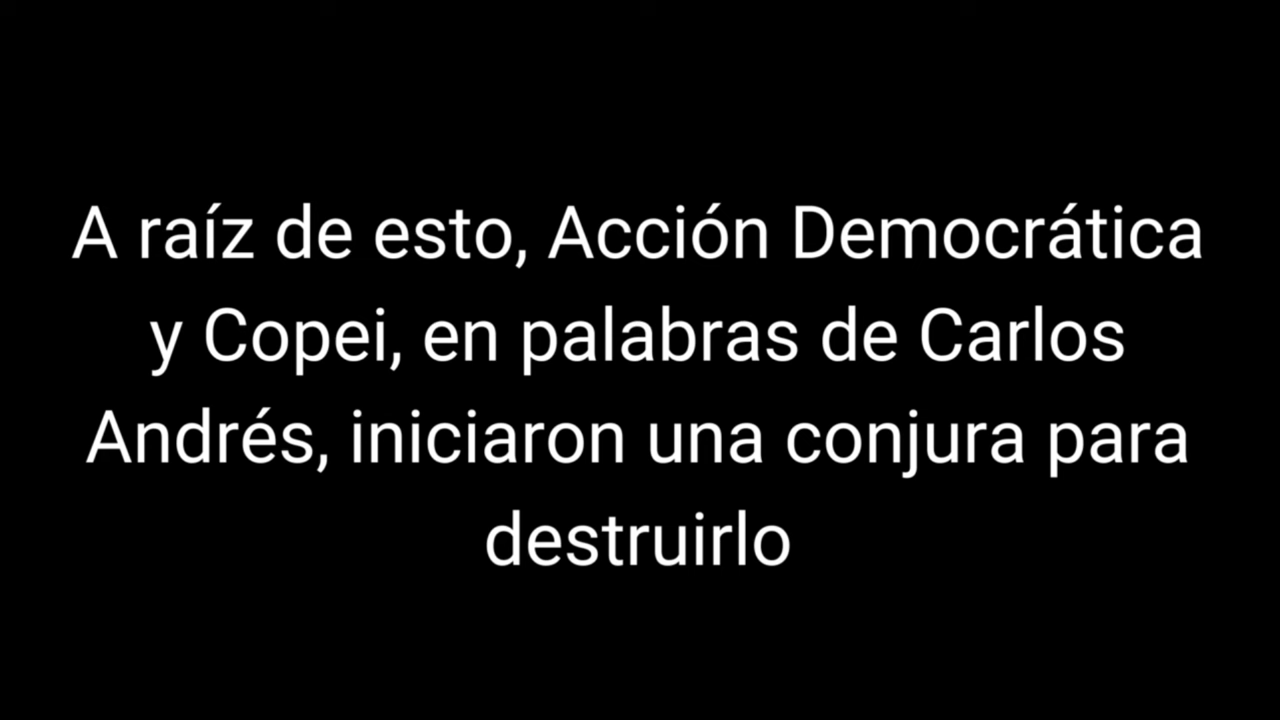 A raíz de esto, Acción Democrática
y Copei, en palabras de Carlos
Andrés, iniciaron una conjura para
destruirlo